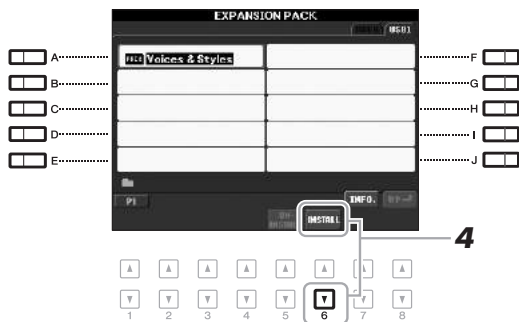 EXPANSION PACK
USB1
A
Voices & Styles
F
B
G
C
H
D
I
E
J
P1
INFO.
UP
UN-
INSTALL
INSTALL
4
1 2 3 4 5 6 7 8